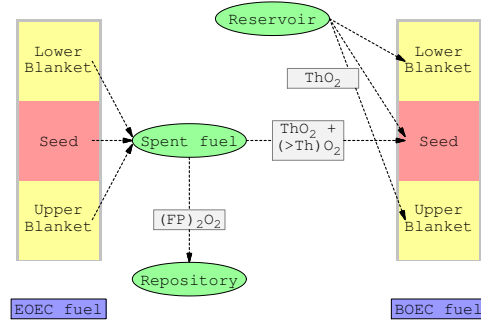 Reservoir
Lower
Blanket
Lower
Blanket
ThO₂
Seed
Spent fuel
ThO₂ +
(>Th)O₂
Seed
Upper
Blanket
(FP)₂O₂
Upper
Blanket
Repository
EOEC fuel
BOEC fuel